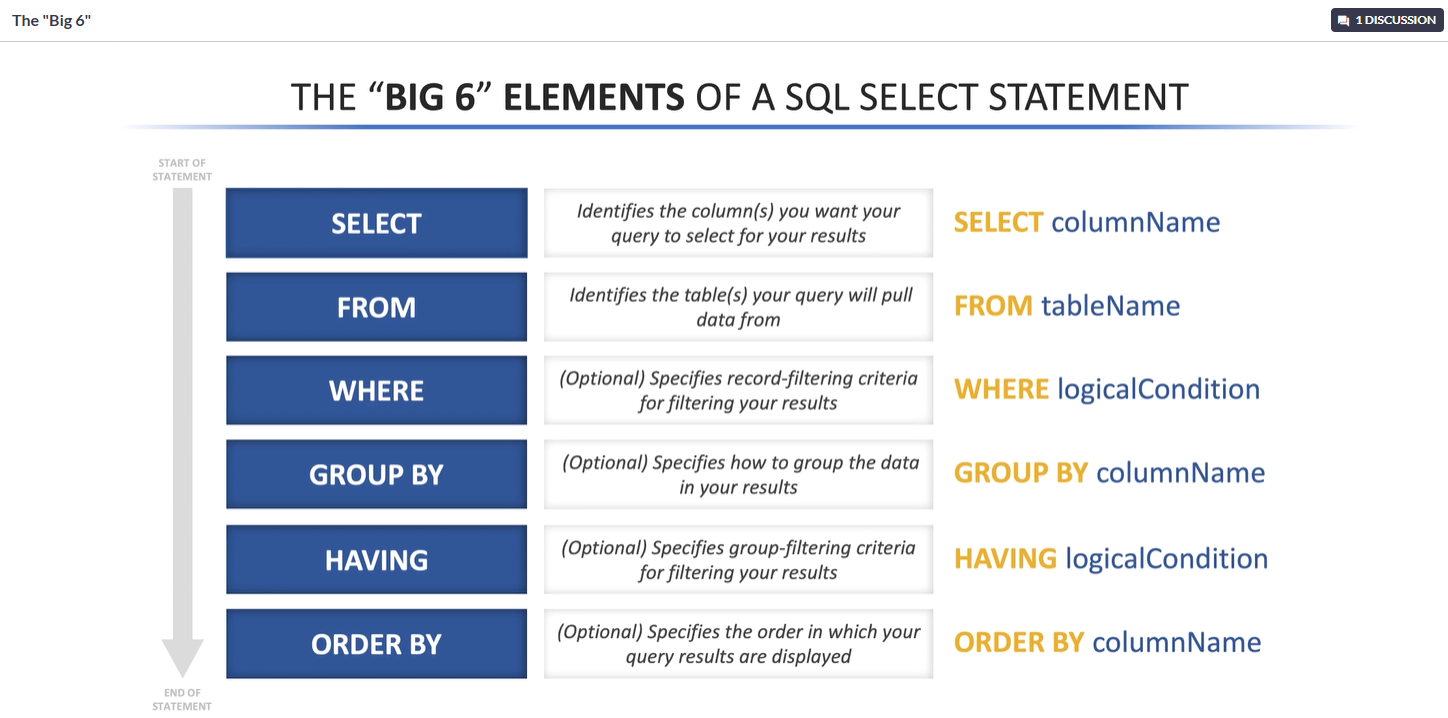 The "Big 6"
1 DISCUSSION
THE “BIG 6” ELEMENTS OF A SQL SELECT STATEMENT
START OF
STATEMENT
SELECT
Identifies the column(s) you want your
query to select for your results
SELECT columnName
FROM
Identifies the table(s) your query will pull
data from
FROM tableName
WHERE
(Optional) Specifies record-filtering criteria
for filtering your results
WHERE logicalCondition
GROUP BY
(Optional) Specifies how to group the data
in your results
GROUP BY columnName
HAVING
(Optional) Specifies group-filtering criteria
for filtering your results
HAVING logicalCondition
ORDER BY
(Optional) Specifies the order in which your
query results are displayed
ORDER BY columnName
END OF
STATEMENT